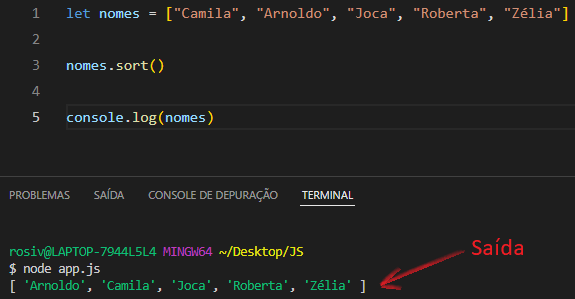 1 let nomes = ["Camila", "Arnoldo", "Joca", "Roberta", "Zélia"]
2
3 nomes.sort()
4
5 console.log(nomes)
PROBLEMAS SAÍDA CONSOLE DE DEPURAÇÃO TERMINAL
rosiv@LAPTOP-7944L5L4 MINGW64 ~/Desktop/JS
Saída
$ node app.js
[ 'Arnoldo', 'Camila', 'Joca', 'Roberta', 'Zélia' ]